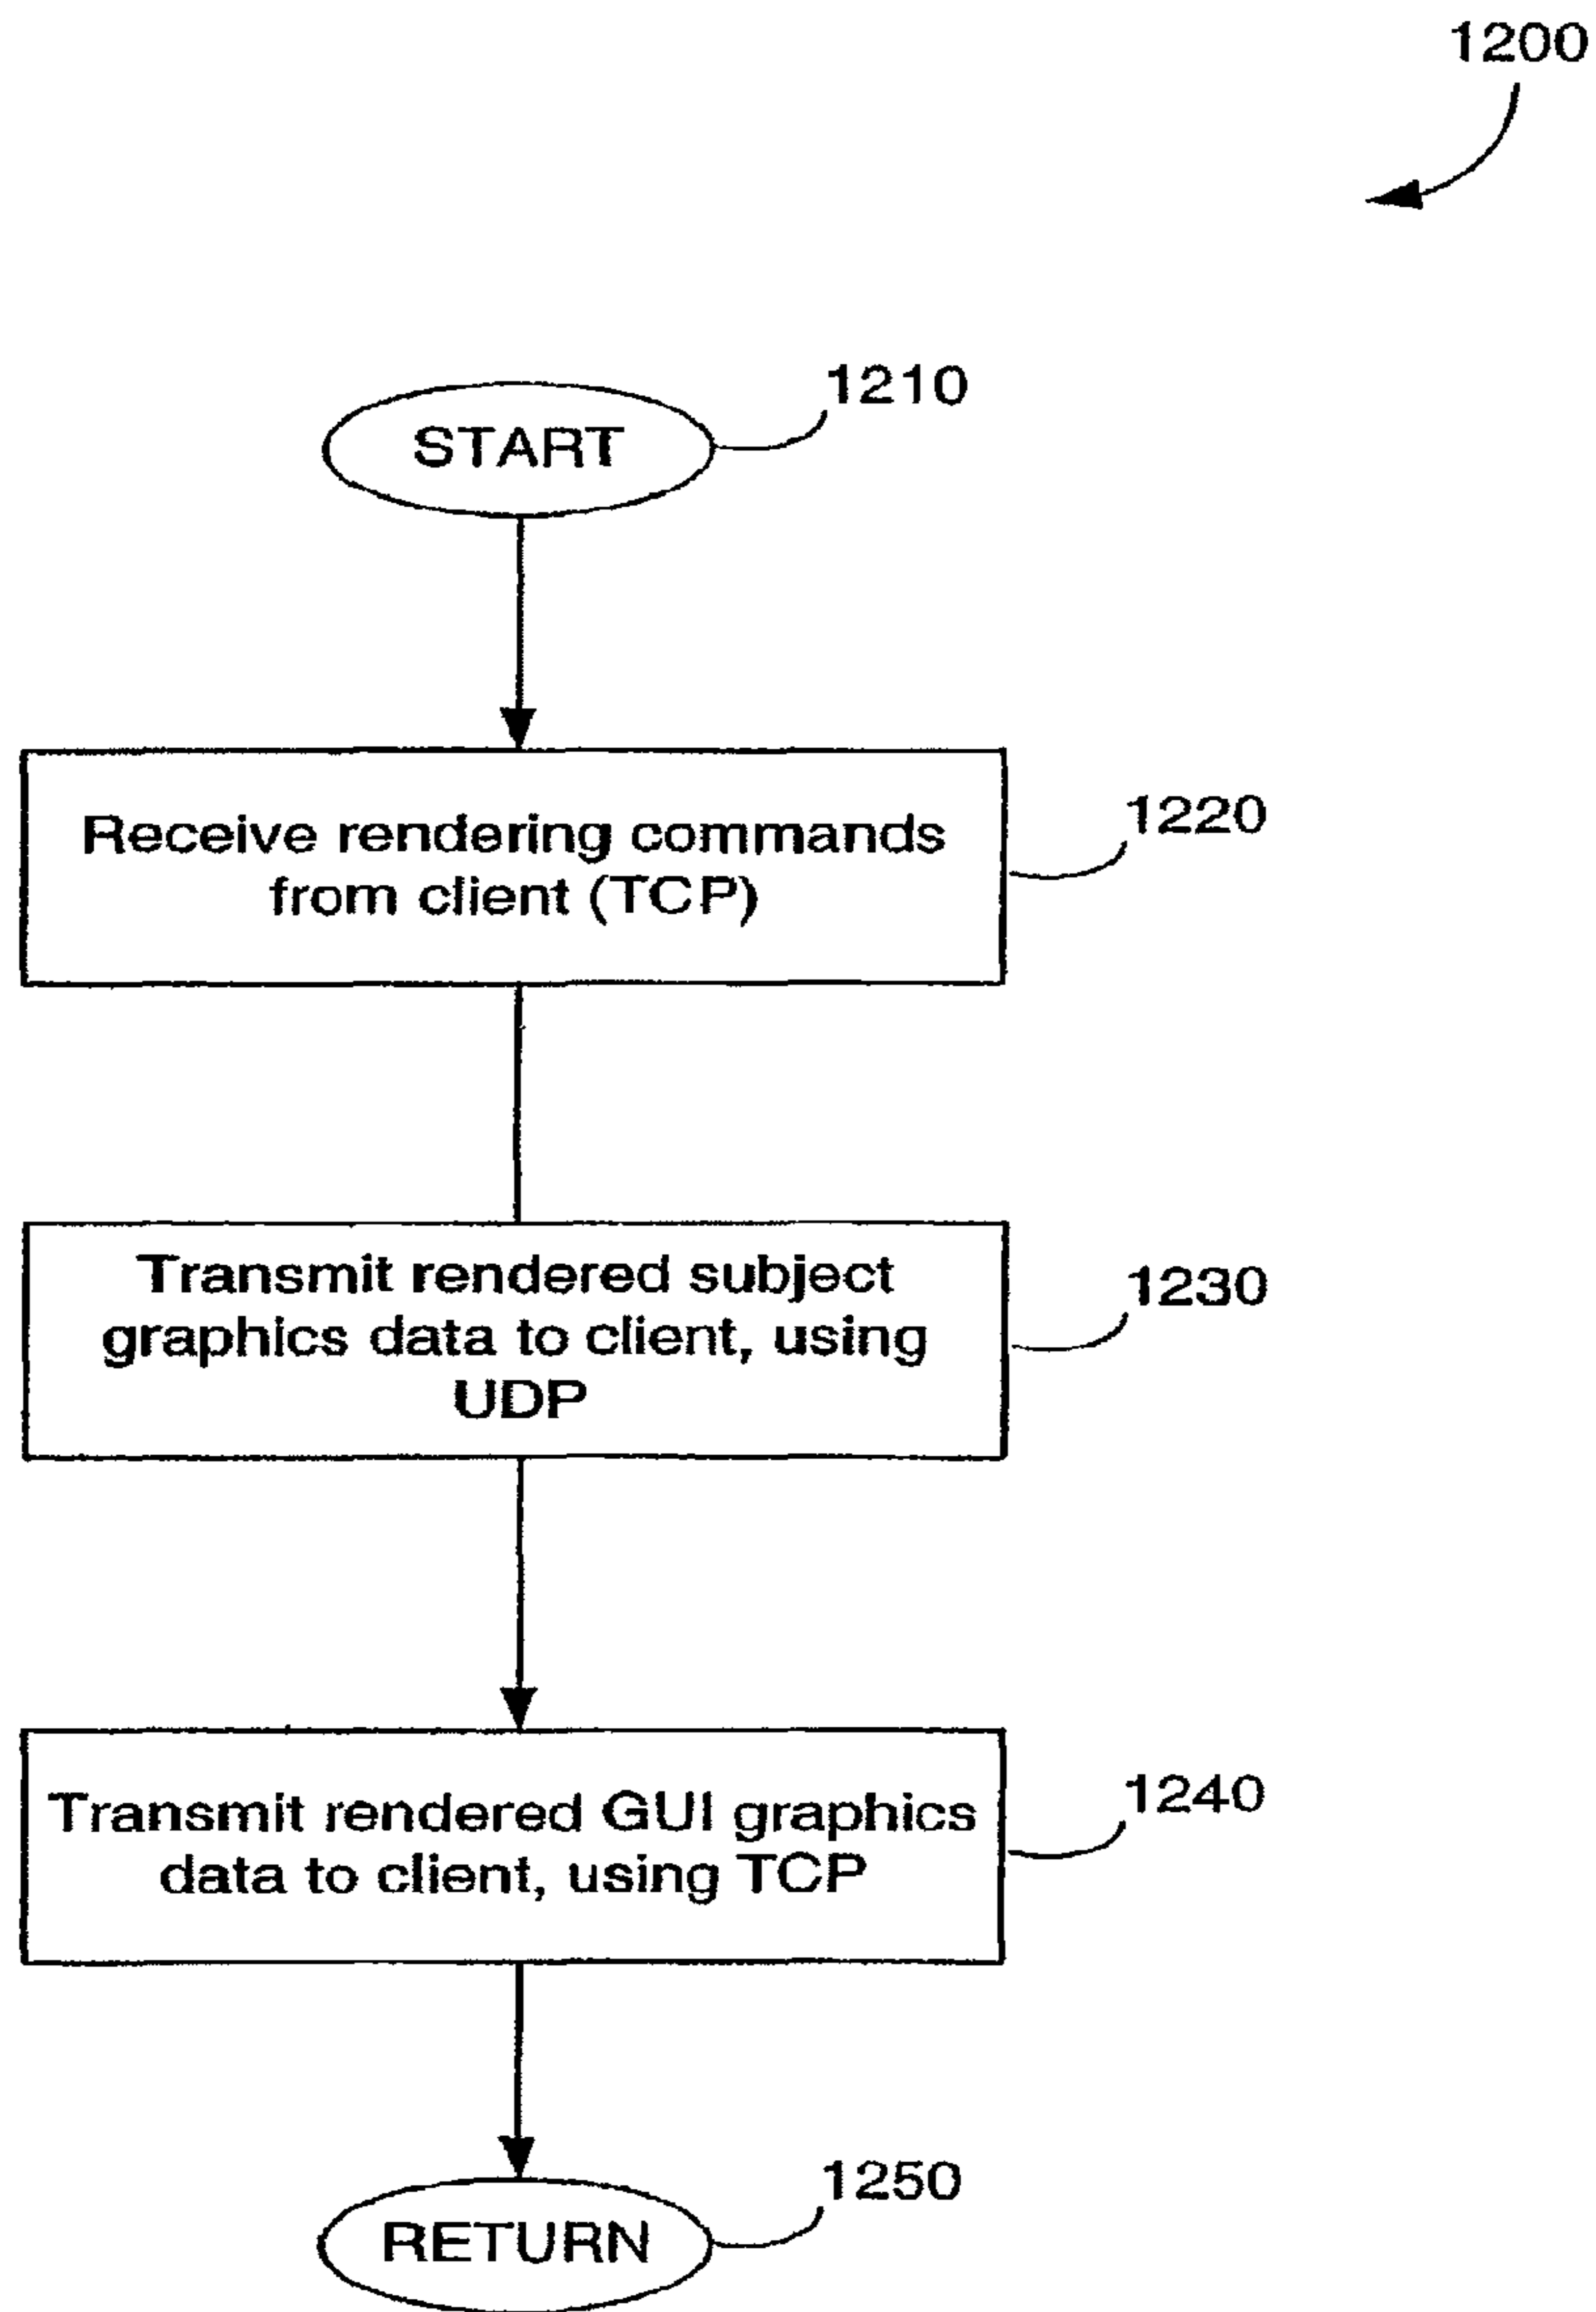 1200
START
1210
Receive rendering commands
from client (TCP)
1220
Transmit rendered subject
graphics data to client, using
UDP
1230
Transmit rendered GUI graphics
data to client, using TCP
1240
RETURN
1250